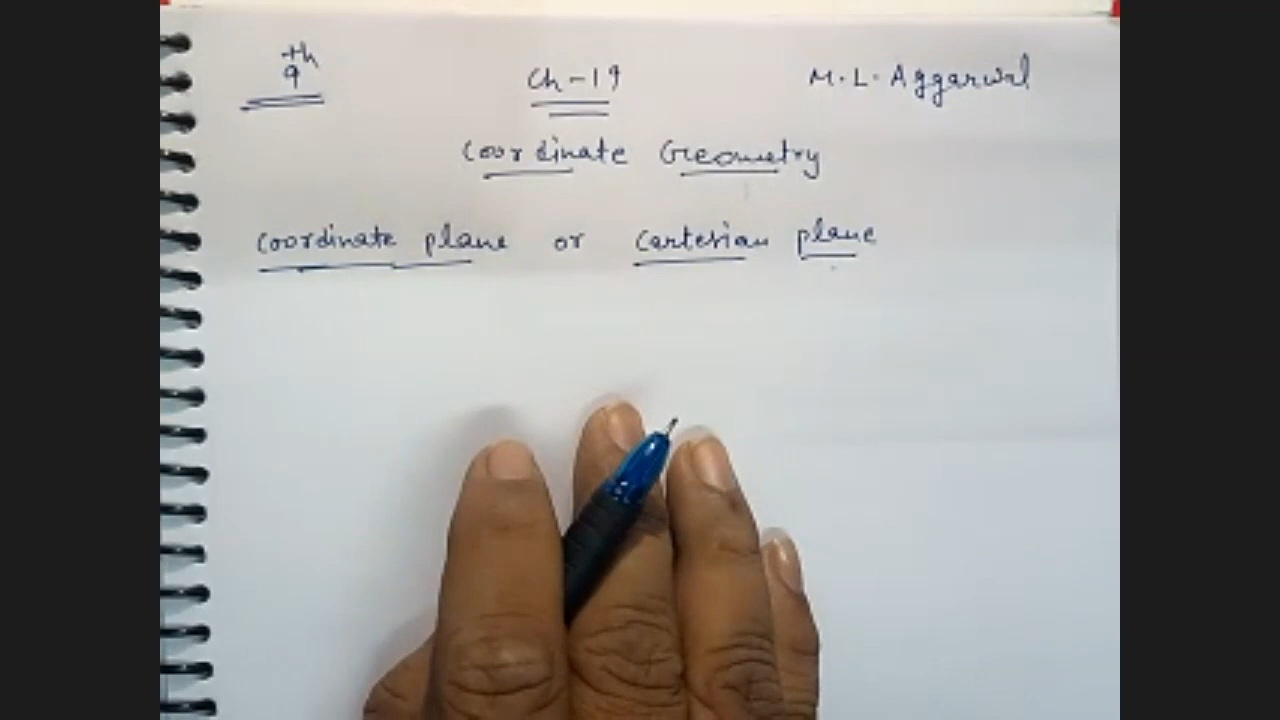 9th Ch-19 M.L. Aggarwal
Coordinate Geometry
Coordinate plane or Cartesian plane